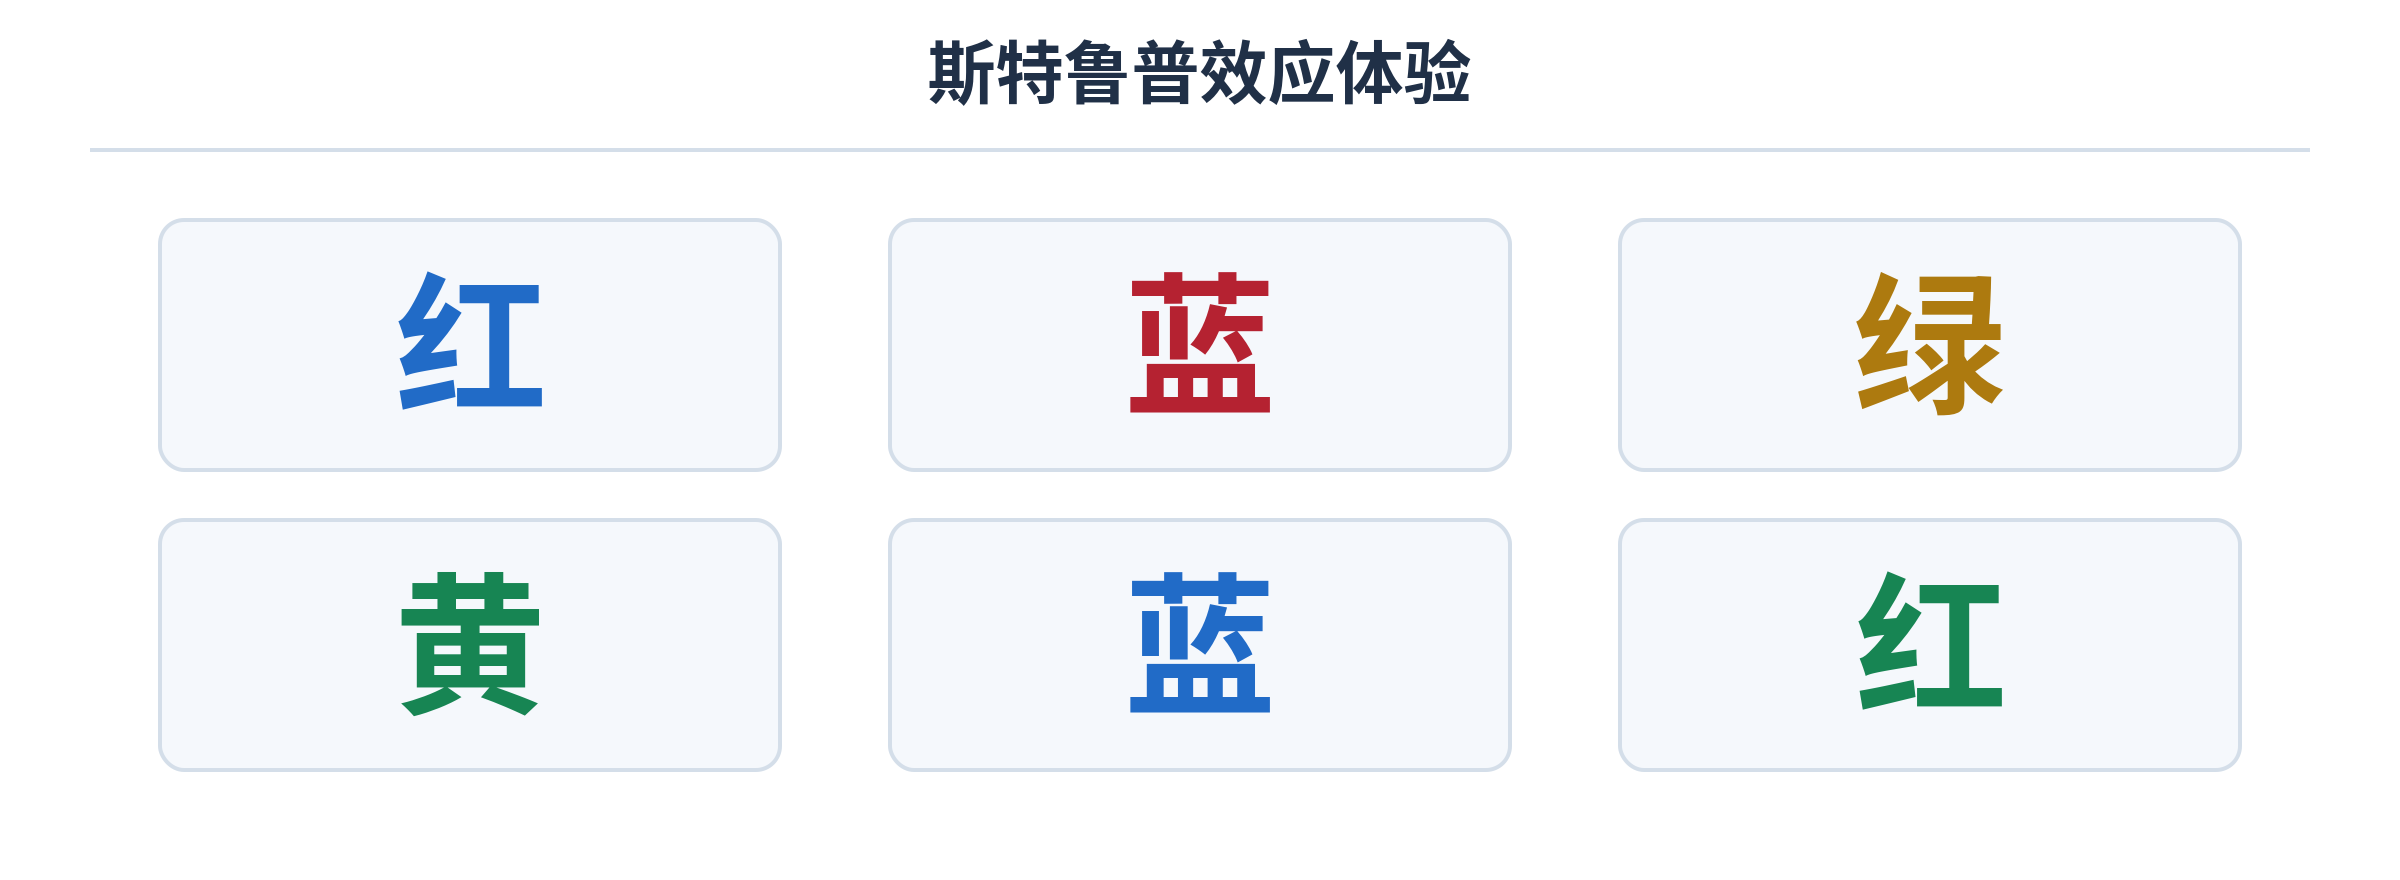 斯特鲁普效应体验
红 蓝 绿
黄 蓝 红